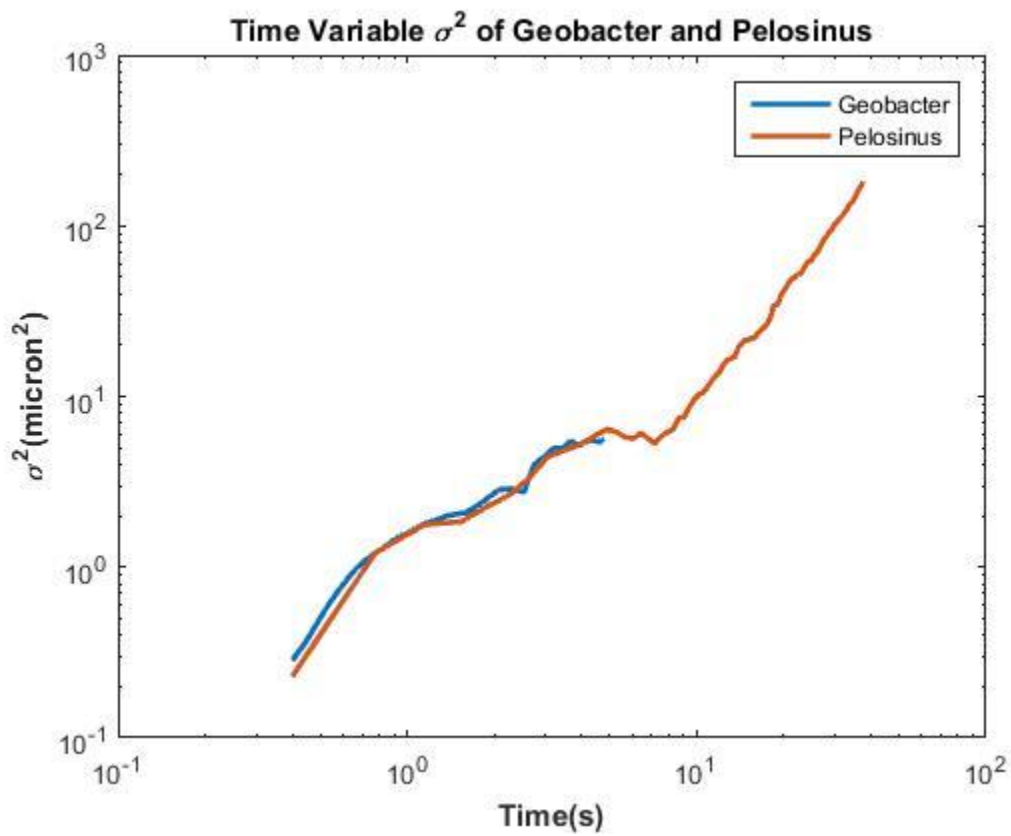 Time Variable σ² of Geobacter and Pelosinus
10³
Geobacter
Pelosinus
10²
σ²(micron²)
10¹
10⁰
10⁻¹
10⁻¹
10⁰
10¹
10²
Time(s)